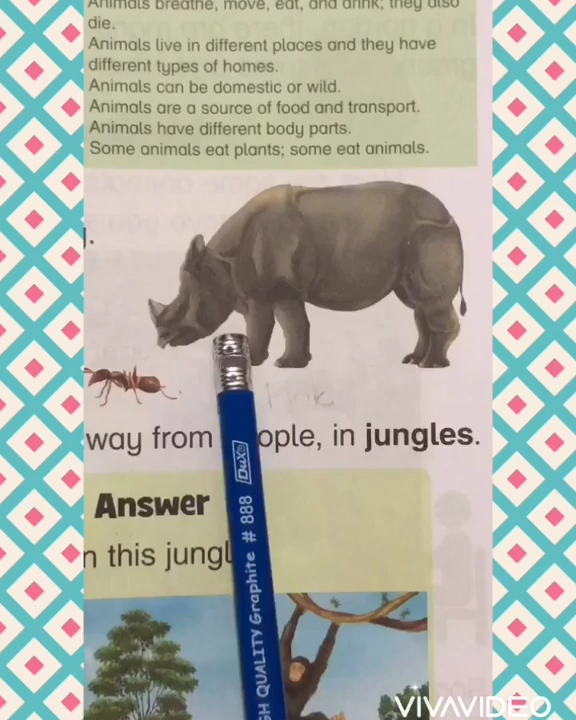 Animals breathe, move, eat, and drink; they also
die.
Animals live in different places and they have
different types of homes.
Animals can be domestic or wild.
Animals are a source of food and transport.
Animals have different body parts.
Some animals eat plants; some eat animals.
way from ople, in jungles.
Answer
n this jungl
DuX
GH QUALITY Graphite # 888
VIVAVIDEO